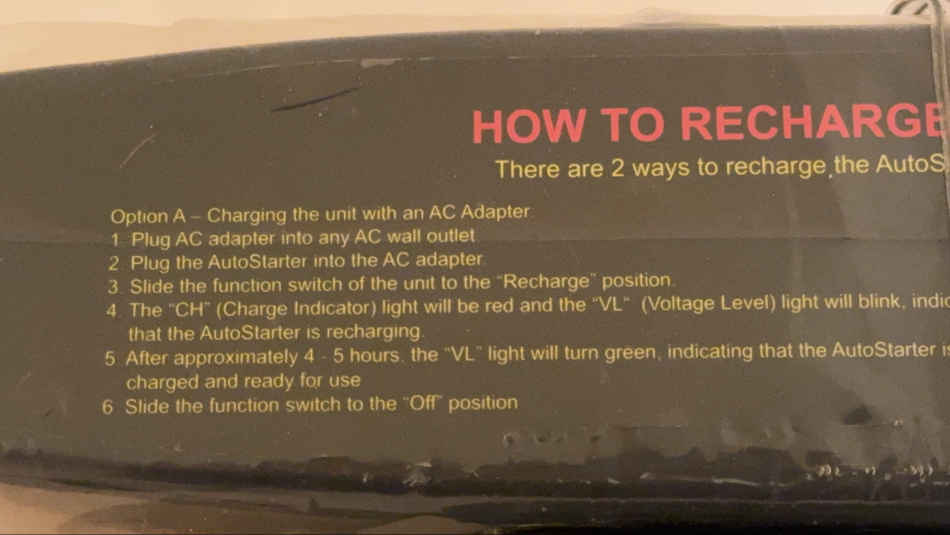 HOW TO RECHARGE
There are 2 ways to recharge the AutoS
Option A – Charging the unit with an AC Adapter
1 Plug AC adapter into any AC wall outlet
2 Plug the AutoStarter into the AC adapter
3 Slide the function switch of the unit to the “Recharge” position.
4 The “CH” (Charge Indicator) light will be red and the “VL” (Voltage Level) light will blink, indi
that the AutoStarter is recharging.
5 After approximately 4 - 5 hours, the “VL” light will turn green, indicating that the AutoStarter is
charged and ready for use
6 Slide the function switch to the “Off” position